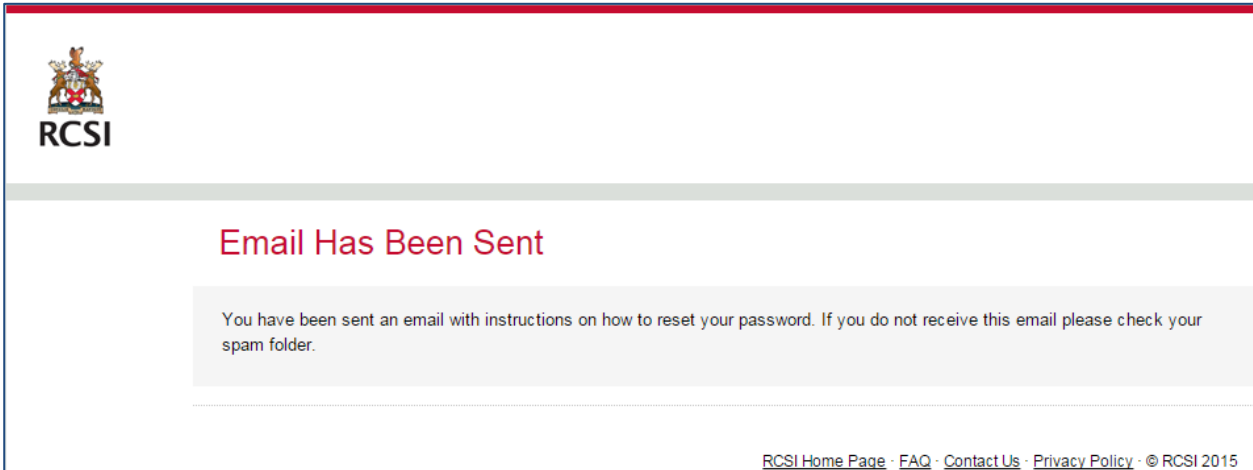 RCSI
Email Has Been Sent
You have been sent an email with instructions on how to reset your password. If you do not receive this email please check your
spam folder.
RCSI Home Page · FAQ · Contact Us · Privacy Policy · © RCSI 2015